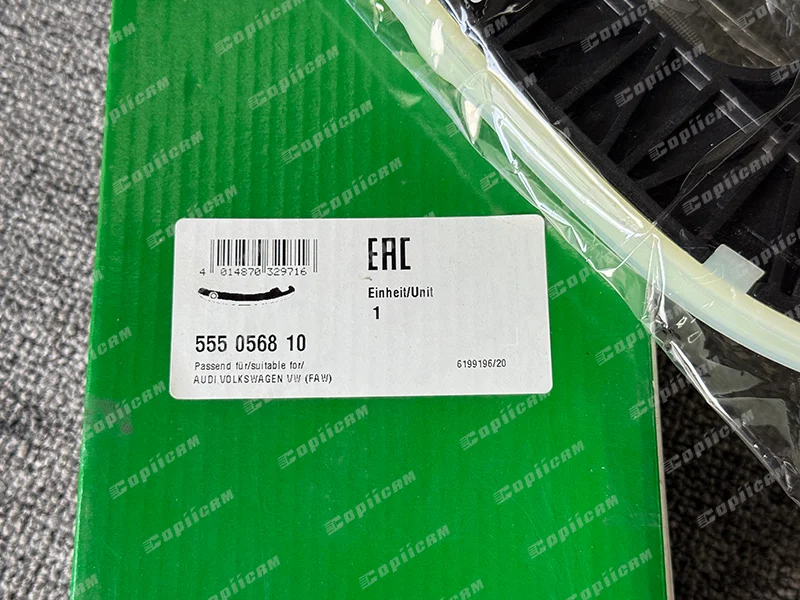 4 014870 329716
EAC
Einheit/Unit
1
555 0568 10
Passend für/suitable for/
AUDI VOLKSWAGEN VW (FAW)
6199196/20
CopiiCAM